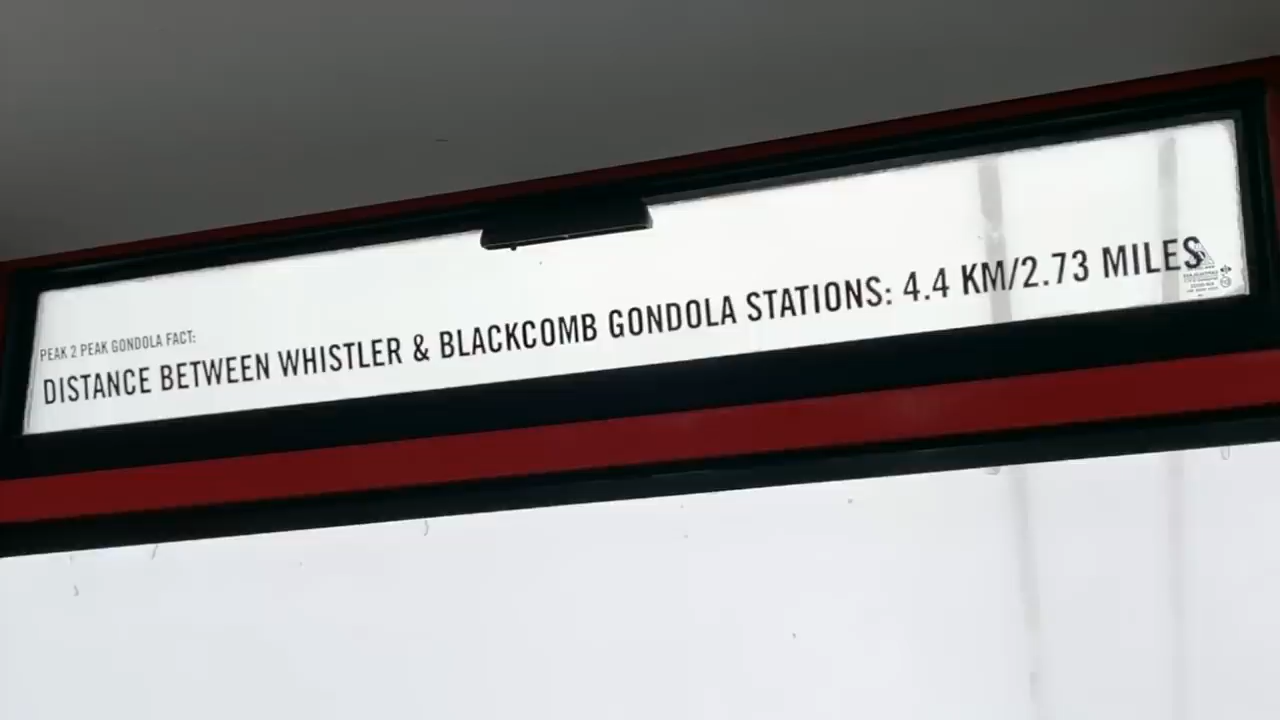 PEAK 2 PEAK GONDOLA FACT:
DISTANCE BETWEEN WHISTLER & BLACKCOMB GONDOLA STATIONS: 4.4 KM/2.73 MILES